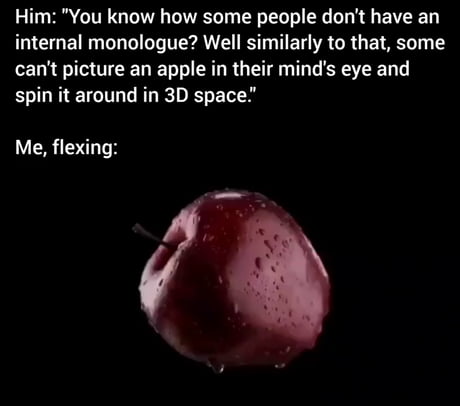 Him: "You know how some people don't have an
internal monologue? Well similarly to that, some
can't picture an apple in their mind's eye and
spin it around in 3D space."
Me, flexing: